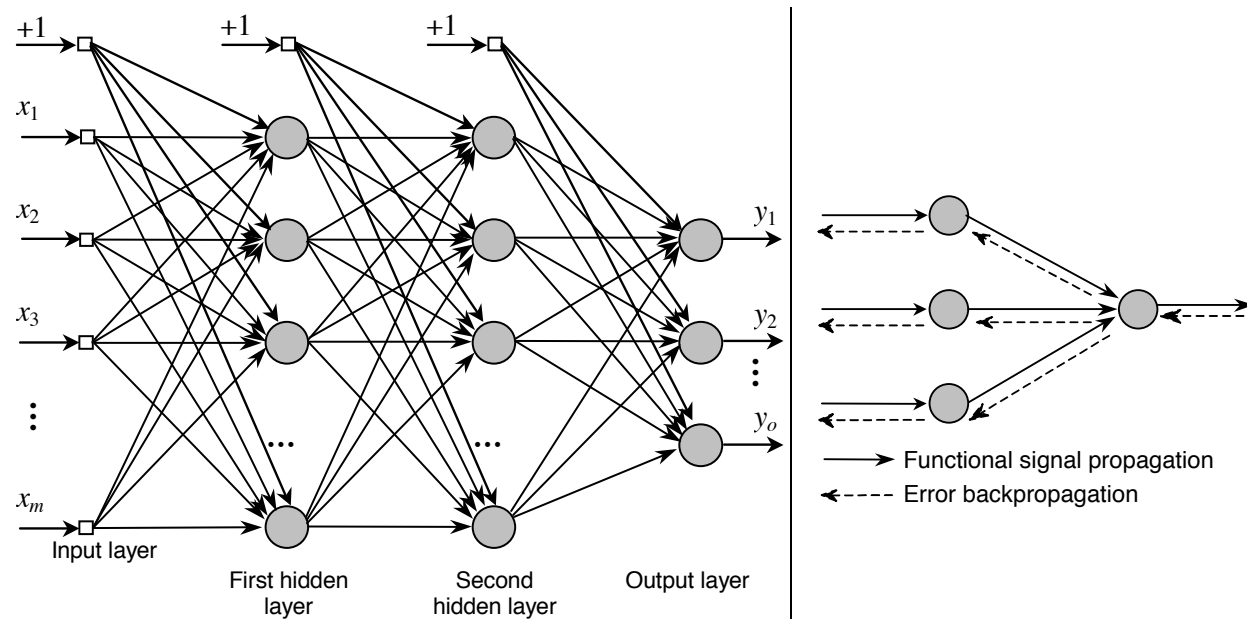 +1
+1
+1
x1
x2
x3
...
xm
Input layer
First hidden
layer
...
Second
hidden layer
...
Output layer
y1
y2
...
yo
Functional signal propagation
Error backpropagation